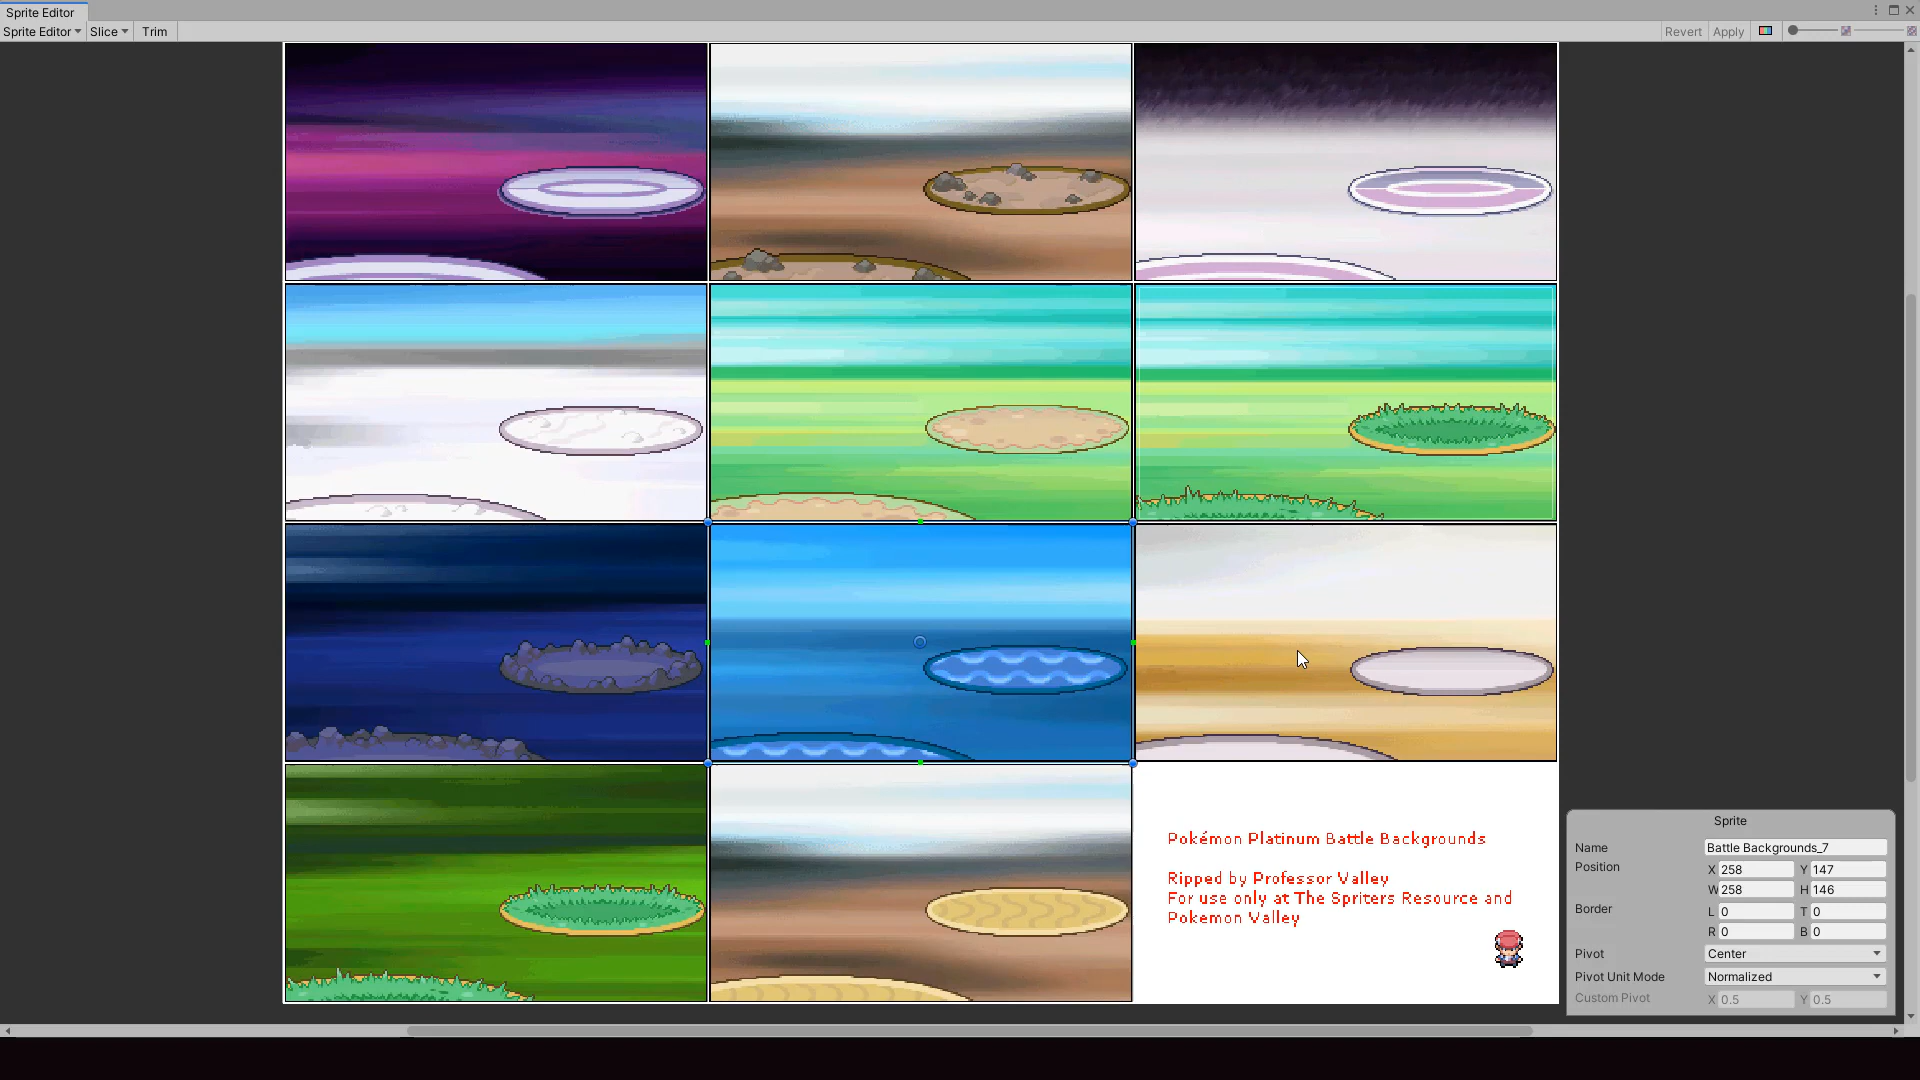 Sprite Editor
Sprite Editor Slice Trim Revert Apply
Pokémon Platinum Battle Backgrounds
Ripped by Professor Valley
For use only at The Spriters Resource and
Pokemon Valley
Sprite
Name Battle Backgrounds_7
Position X 258 Y 147
W 258 H 146
Border L 0 T 0
R 0 B 0
Pivot Center
Pivot Unit Mode Normalized
Custom Pivot X 0.5 Y 0.5